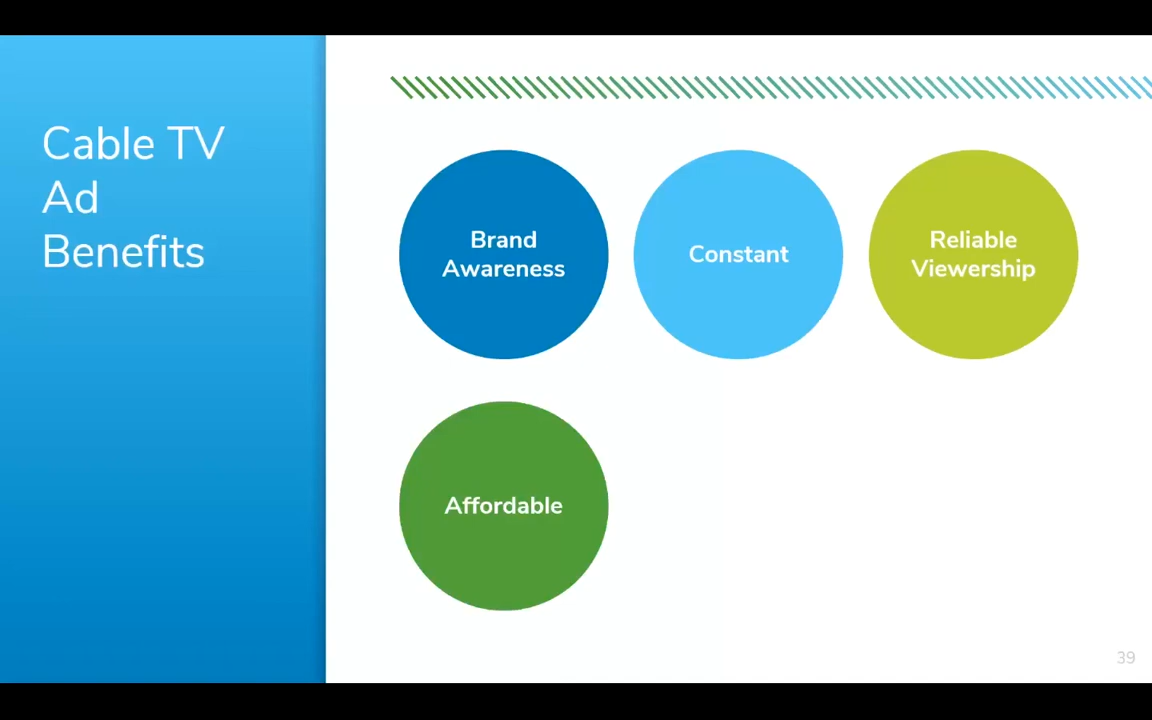 Cable TV
Ad
Benefits
Brand
Awareness
Constant
Reliable
Viewership
Affordable
39